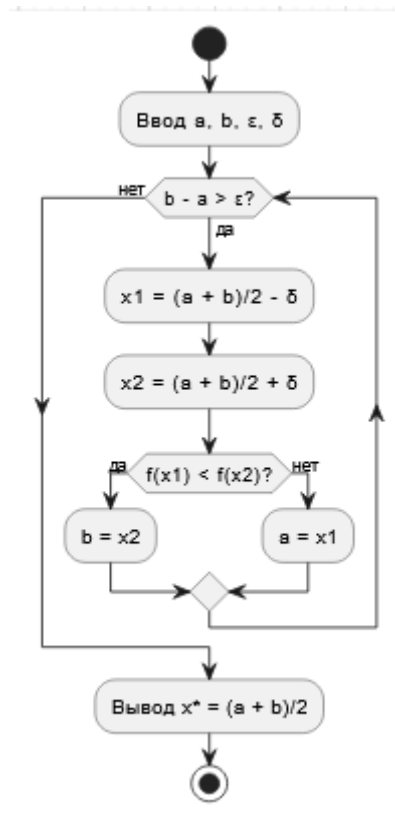 Ввод a, b, ε, δ
нет
b - a > ε?
да
x1 = (a + b)/2 - δ
x2 = (a + b)/2 + δ
да
f(x1) < f(x2)?
нет
b = x2
a = x1
Вывод x* = (a + b)/2